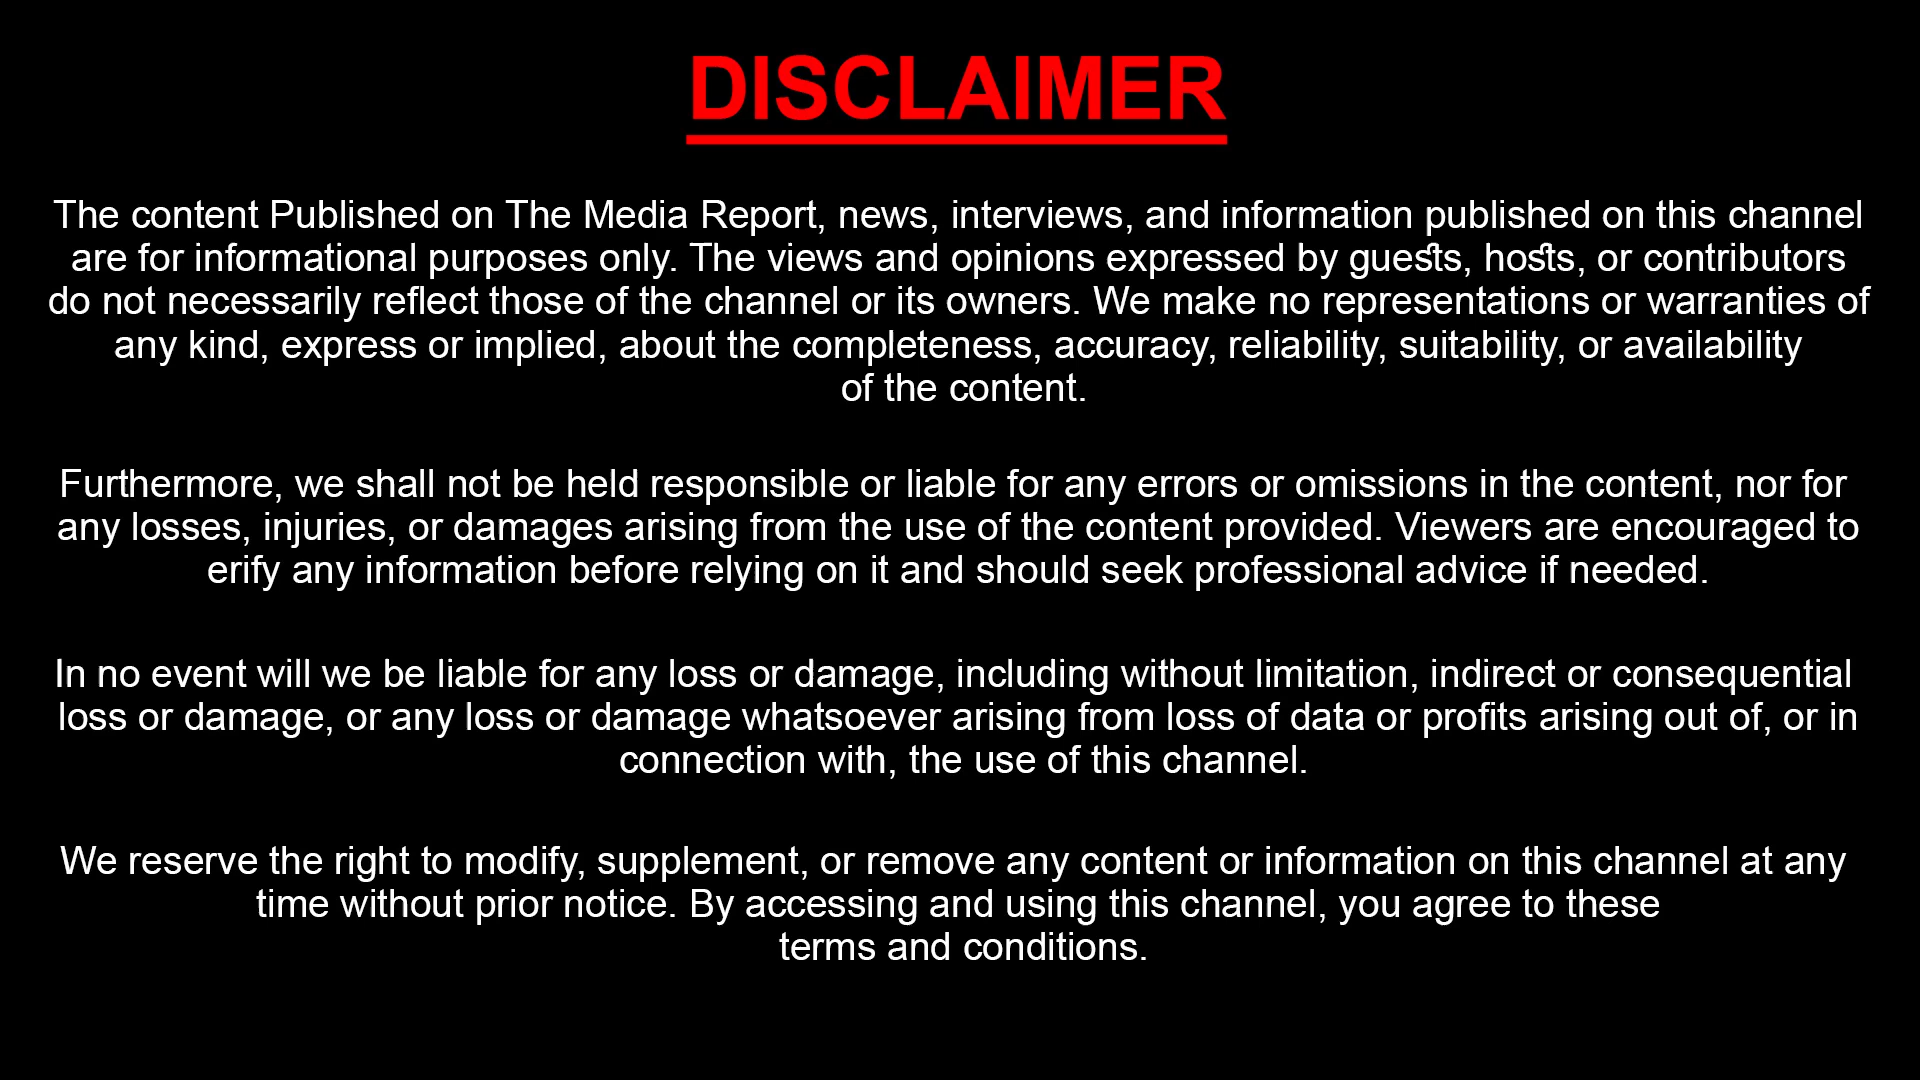 DISCLAIMER
The content Published on The Media Report, news, interviews, and information published on this channel
are for informational purposes only. The views and opinions expressed by guests, hosts, or contributors
do not necessarily reflect those of the channel or its owners. We make no representations or warranties of
any kind, express or implied, about the completeness, accuracy, reliability, suitability, or availability
of the content.
Furthermore, we shall not be held responsible or liable for any errors or omissions in the content, nor for
any losses, injuries, or damages arising from the use of the content provided. Viewers are encouraged to
erify any information before relying on it and should seek professional advice if needed.
In no event will we be liable for any loss or damage, including without limitation, indirect or consequential
loss or damage, or any loss or damage whatsoever arising from loss of data or profits arising out of, or in
connection with, the use of this channel.
We reserve the right to modify, supplement, or remove any content or information on this channel at any
time without prior notice. By accessing and using this channel, you agree to these
terms and conditions.